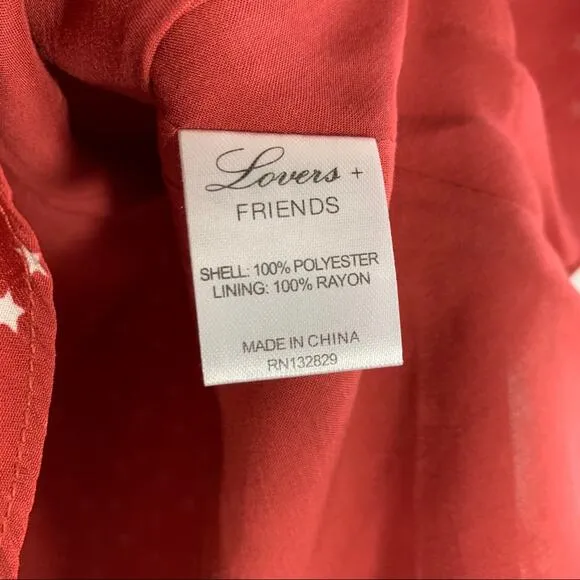 Lovers +
FRIENDS
SHELL: 100% POLYESTER
LINING: 100% RAYON
MADE IN CHINA
RN132829